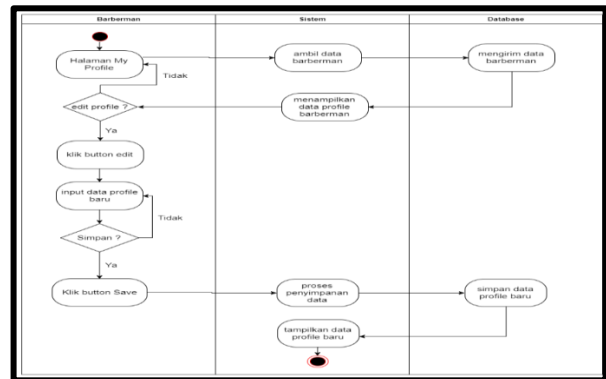 Barberman
Sistem
Database
Halaman My
Profile
ambil data
barberman
mengirim data
barberman
Tidak
edit profile ?
menampilkan
data profile
barberman
Ya
klik button edit
input data profile
baru
Tidak
Simpan ?
Ya
Klik button Save
proses
penyimpanan
data
simpan data
profile baru
tampilkan data
profile baru